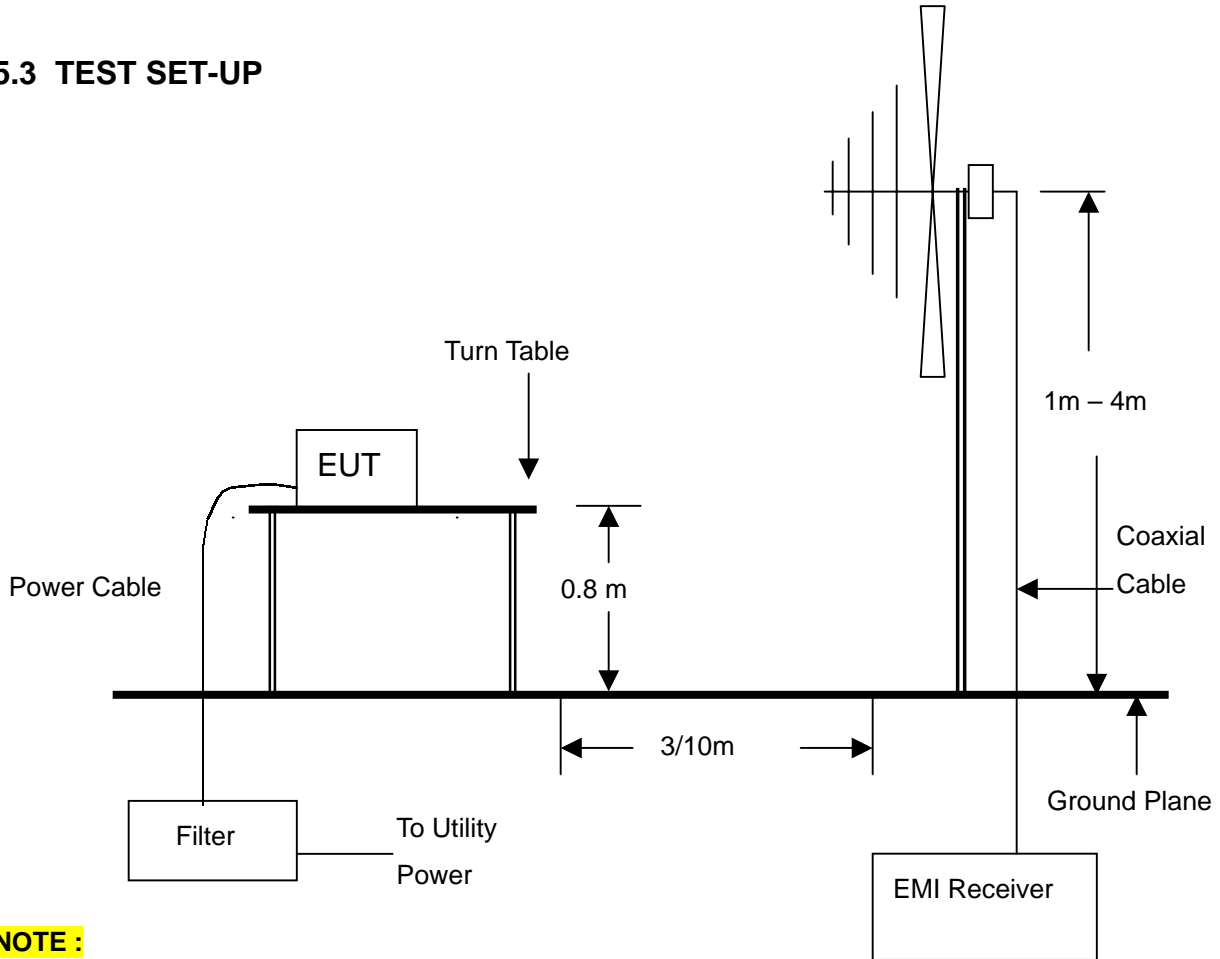 5.3 TEST SET-UP
Turn Table
1m – 4m
EUT
Coaxial
Cable
Power Cable
0.8 m
3/10m
Ground Plane
Filter
To Utility
Power
EMI Receiver
NOTE :